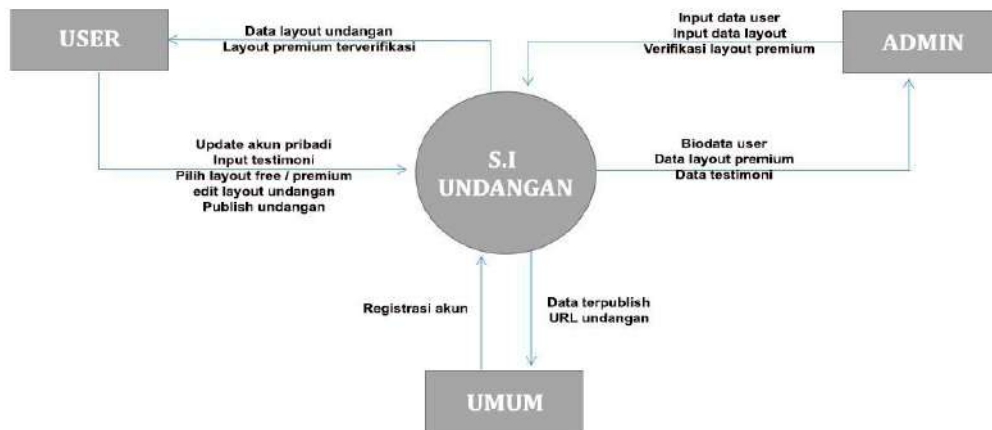 USER
Data layout undangan
Layout premium terverifikasi
Input data user
Input data layout
Verifikasi layout premium
ADMIN
Update akun pribadi
Input testimoni
Pilih layout free / premium
edit layout undangan
Publish undangan
S.I
UNDANGAN
Biodata user
Data layout premium
Data testimoni
Registrasi akun
Data terpublish
URL undangan
UMUM